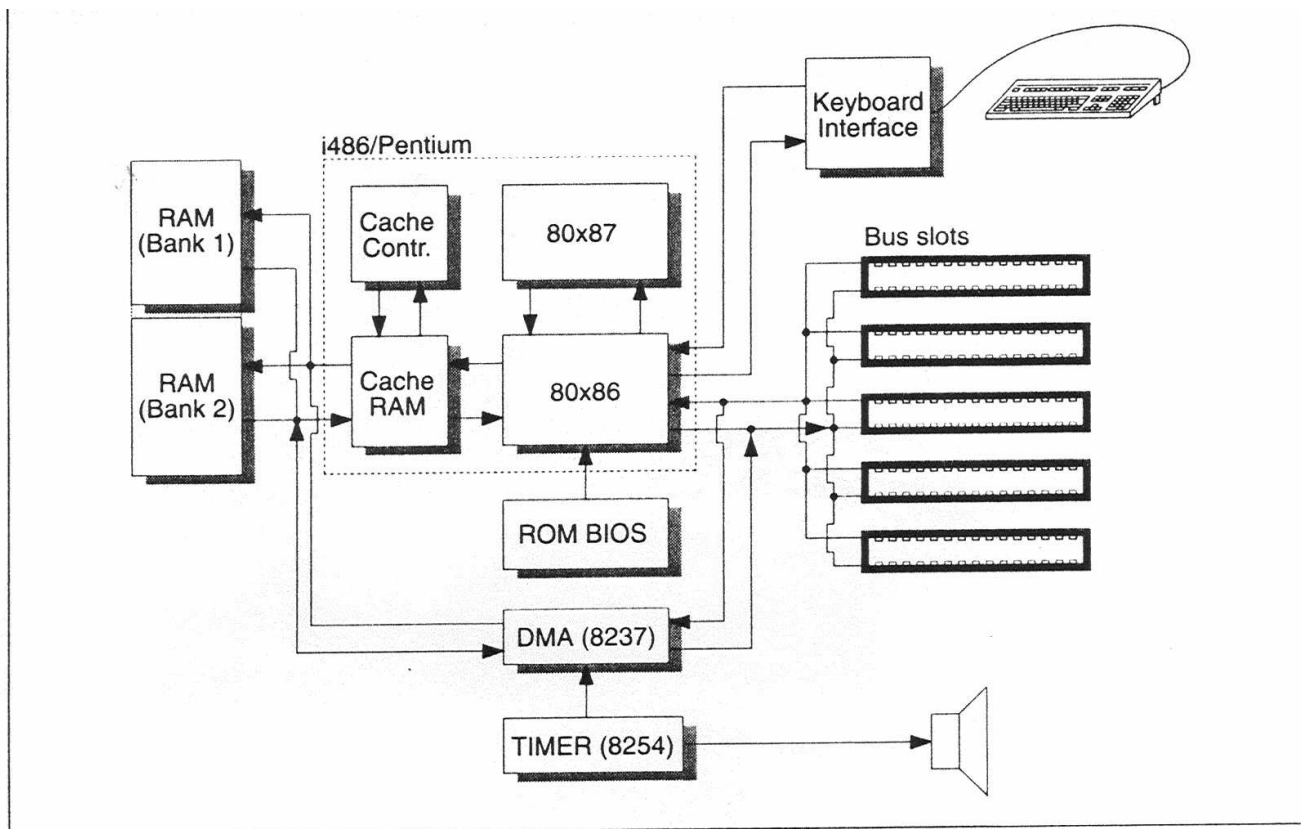 Keyboard
Interface
i486/Pentium
RAM
(Bank 1)
Cache
Contr.
80x87
Bus slots
RAM
(Bank 2)
Cache
RAM
80x86
ROM BIOS
DMA (8237)
TIMER (8254)